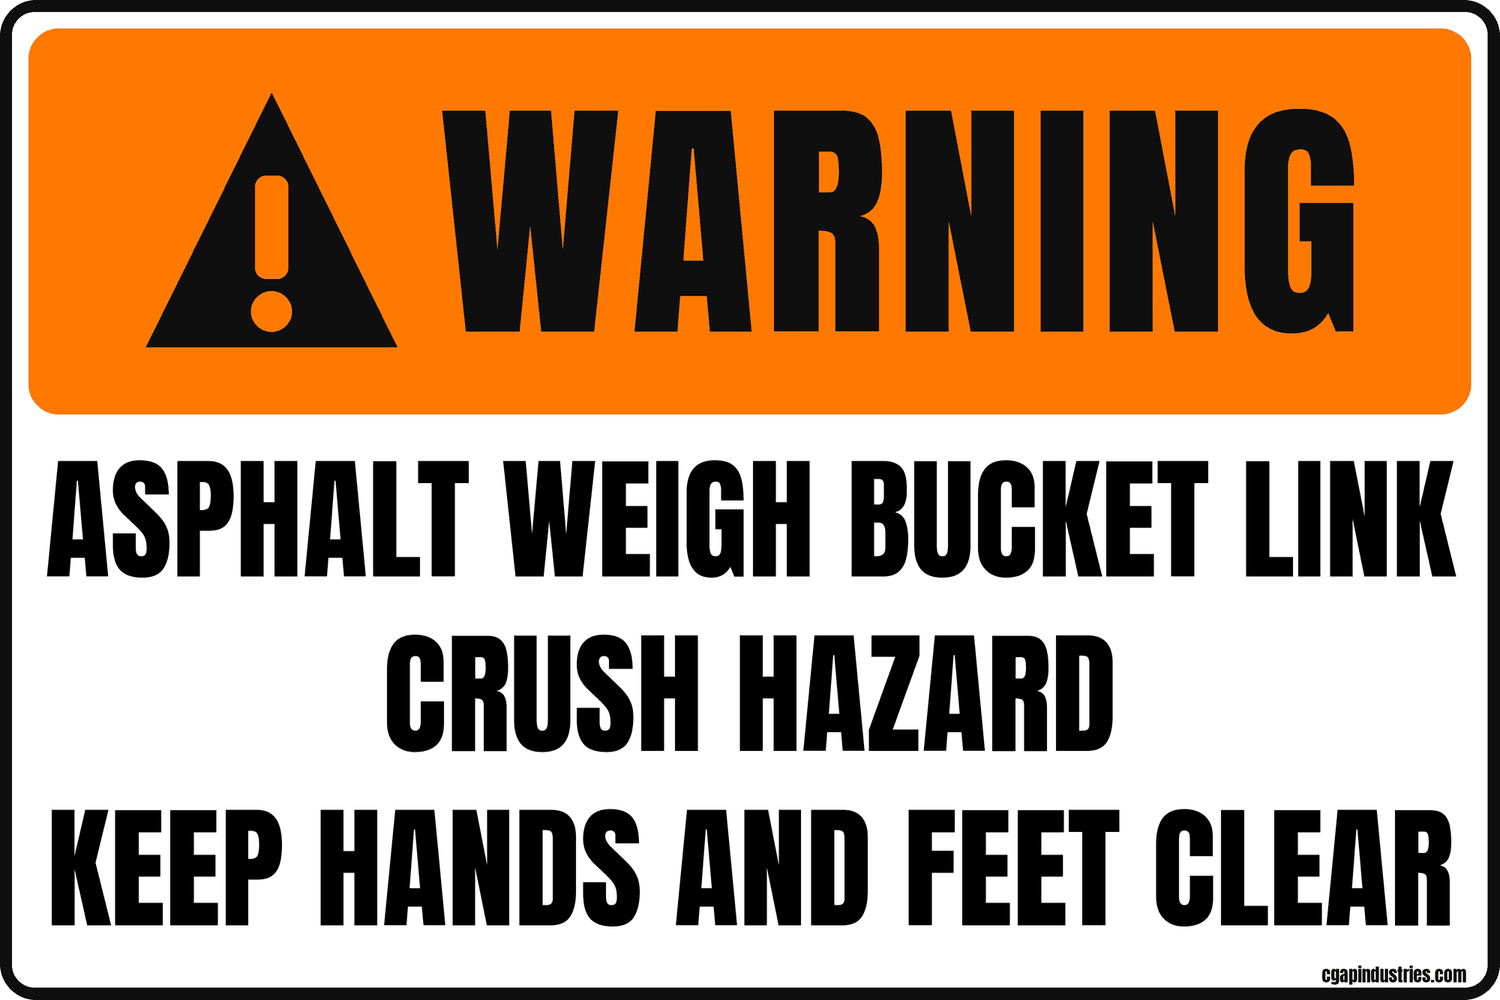 WARNING
ASPHALT WEIGH BUCKET LINK
CRUSH HAZARD
KEEP HANDS AND FEET CLEAR
cgapindustries.com